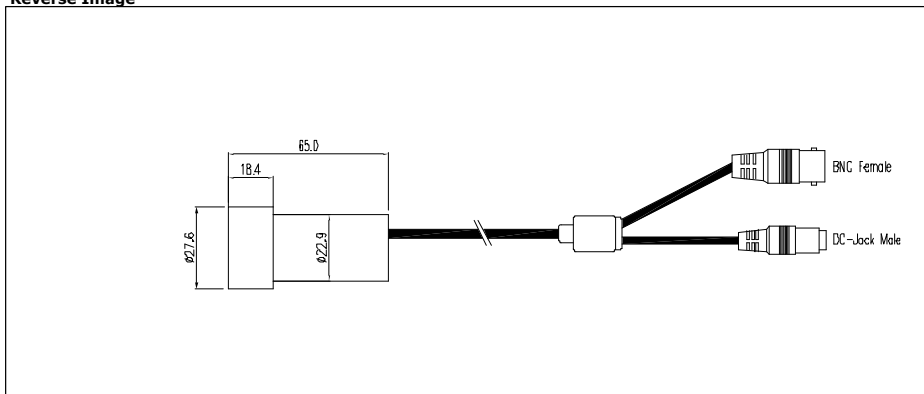 Reverse Image
65.0
18.4
ø27.6
ø22.9
BNC Female
DC-Jack Male